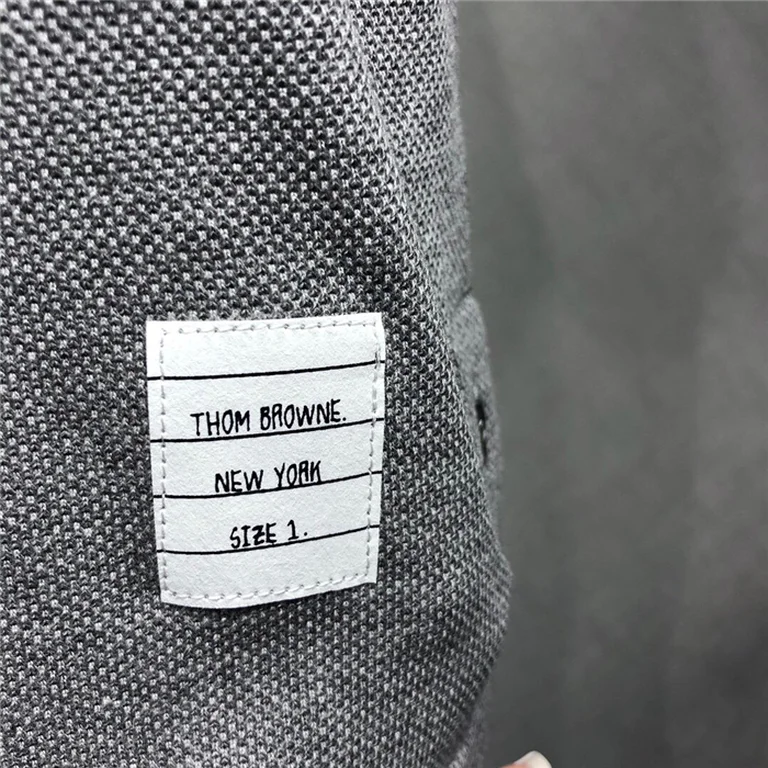 THOM BROWNE.
NEW YORK
SIZE 1.